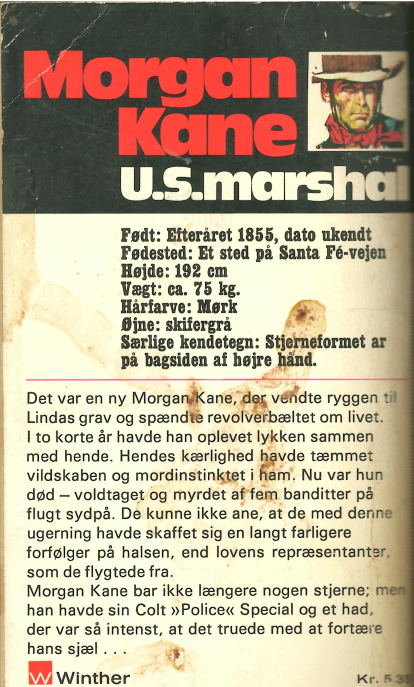 Morgan
Kane
U.S.marshal
Født: Efteråret 1855, dato ukendt
Fødested: Et sted på Santa Fé-vejen
Højde: 192 cm
Vægt: ca. 75 kg.
Hårfarve: Mørk
Øjne: skifergrå
Særlige kendetegn: Stjerneformet ar
på bagsiden af højre hånd.
Det var en ny Morgan Kane, der vendte ryggen til
Lindas grav og spændte revolverbæltet om livet.
I to korte år havde han oplevet lykken sammen
med hende. Hendes kærlighed havde tæmmet
vildskaben og mordinstinktet i ham. Nu var hun
død – voldtaget og myrdet af fem banditter på
flugt sydpå. De kunne ikke ane, at de med denne
ugerning havde skaffet sig en langt farligere
forfølger på halsen, end lovens repræsentanter,
som de flygtede fra.
Morgan Kane bar ikke længere nogen stjerne; men
han havde sin Colt »Police« Special og et had,
der var så intenst, at det truede med at fortære
hans sjæl . . .
W Winther
Kr.